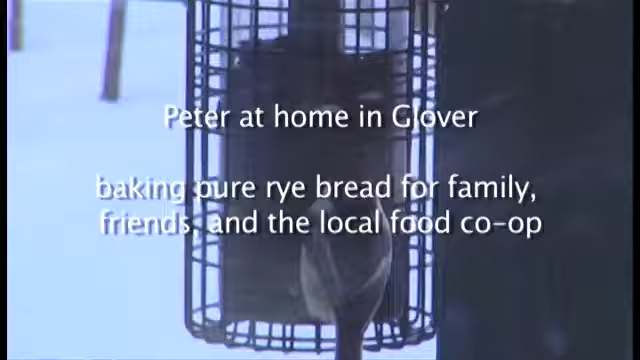 Peter at home in Glover
baking pure rye bread for family,
friends, and the local food co-op